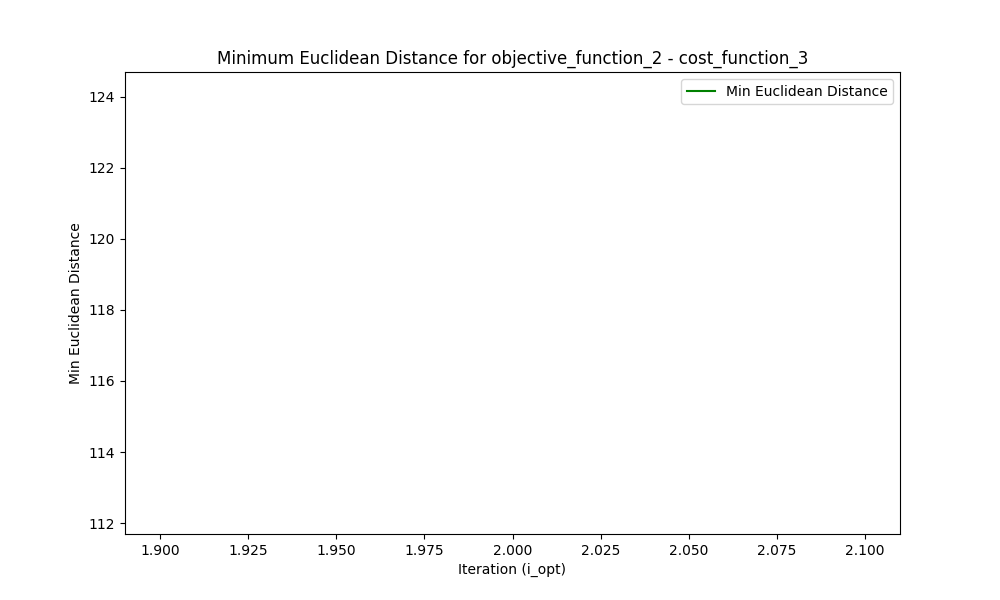 Minimum Euclidean Distance for objective_function_2 - cost_function_3
Min Euclidean Distance
124
122
120
118
116
114
112
Min Euclidean Distance
1.900 1.925 1.950 1.975 2.000 2.025 2.050 2.075 2.100
Iteration (i_opt)